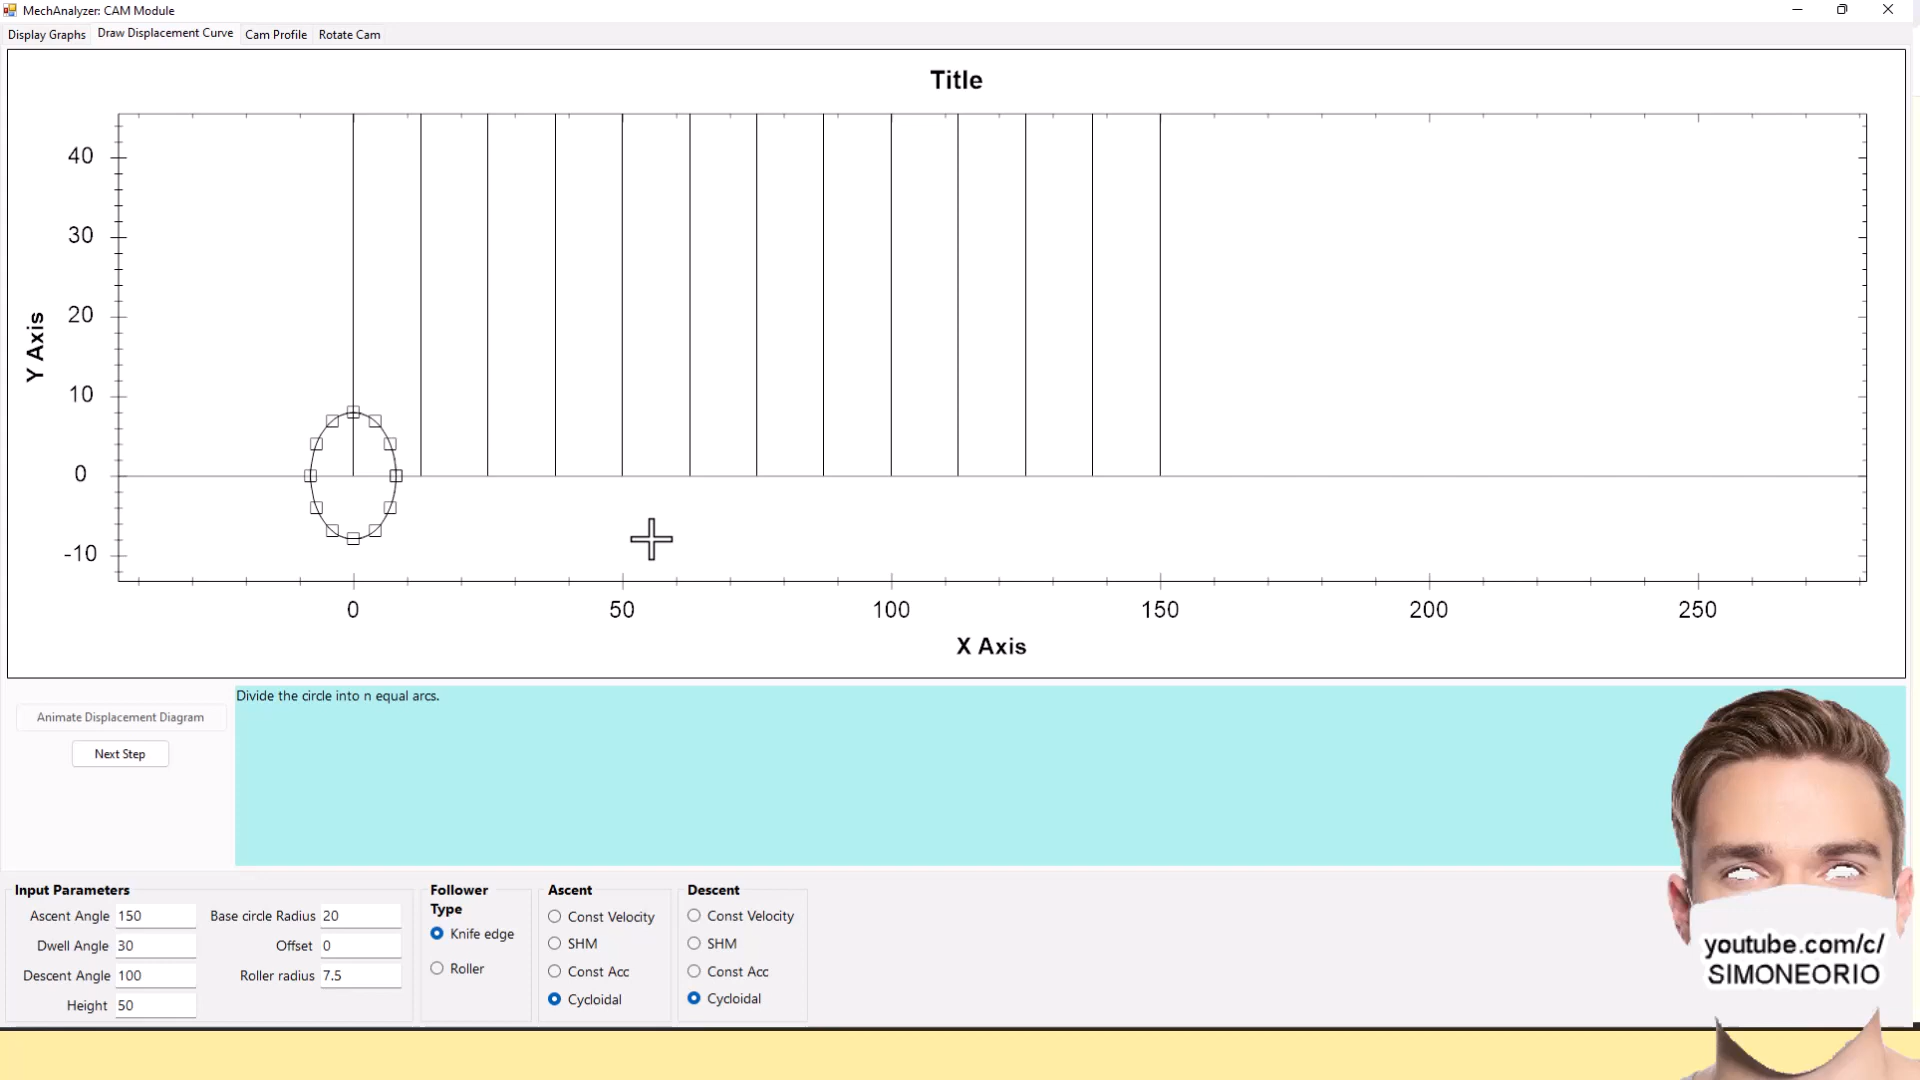 MechAnalyzer: CAM Module
Display Graphs Draw Displacement Curve Cam Profile Rotate Cam
Title
40
30
20
10
0
-10
Y Axis
0 50 100 150 200 250
X Axis
Divide the circle into n equal arcs.
Animate Displacement Diagram
Next Step
Input Parameters
Ascent Angle 150 Base circle Radius 20
Dwell Angle 30 Offset 0
Descent Angle 100 Roller radius 7.5
Height 50
Follower
Type
Knife edge
Roller
Ascent
Const Velocity
SHM
Const Acc
Cycloidal
Descent
Const Velocity
SHM
Const Acc
Cycloidal
youtube.com/c/
SIMONEORIO